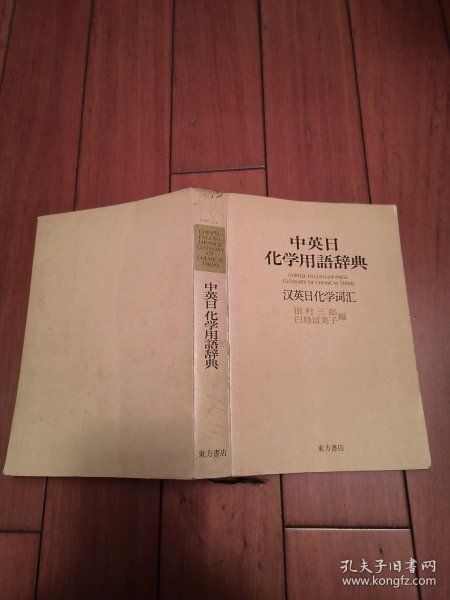 CHINESE-
ENGLISH-
JAPANESE
GLOSSARY
OF
CHEMICAL
TERMS
中英日化学用語辞典
東方書店
中英日
化学用語辞典
CHINESE-ENGLISH-JAPANESE
GLOSSARY OF CHEMICAL TERMS
汉英日化学词汇
田村三郎
白鳥富美子 編
東方書店
孔夫子旧书网
www.kongfz.com